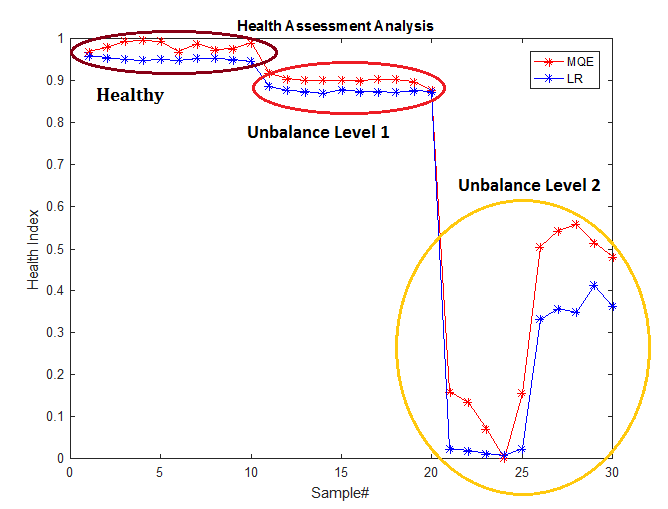 Health Assessment Analysis
1
0.9
0.8
0.7
0.6
0.5
0.4
0.3
0.2
0.1
0
Health Index
MQE
LR
Healthy
Unbalance Level 1
Unbalance Level 2
0 5 10 15 20 25 30
Sample#